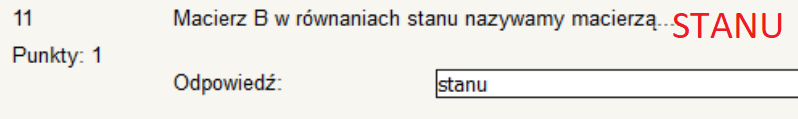 11 Macierz B w równaniach stanu nazywamy macierzą... STANU
Punkty: 1
Odpowiedź: stanu